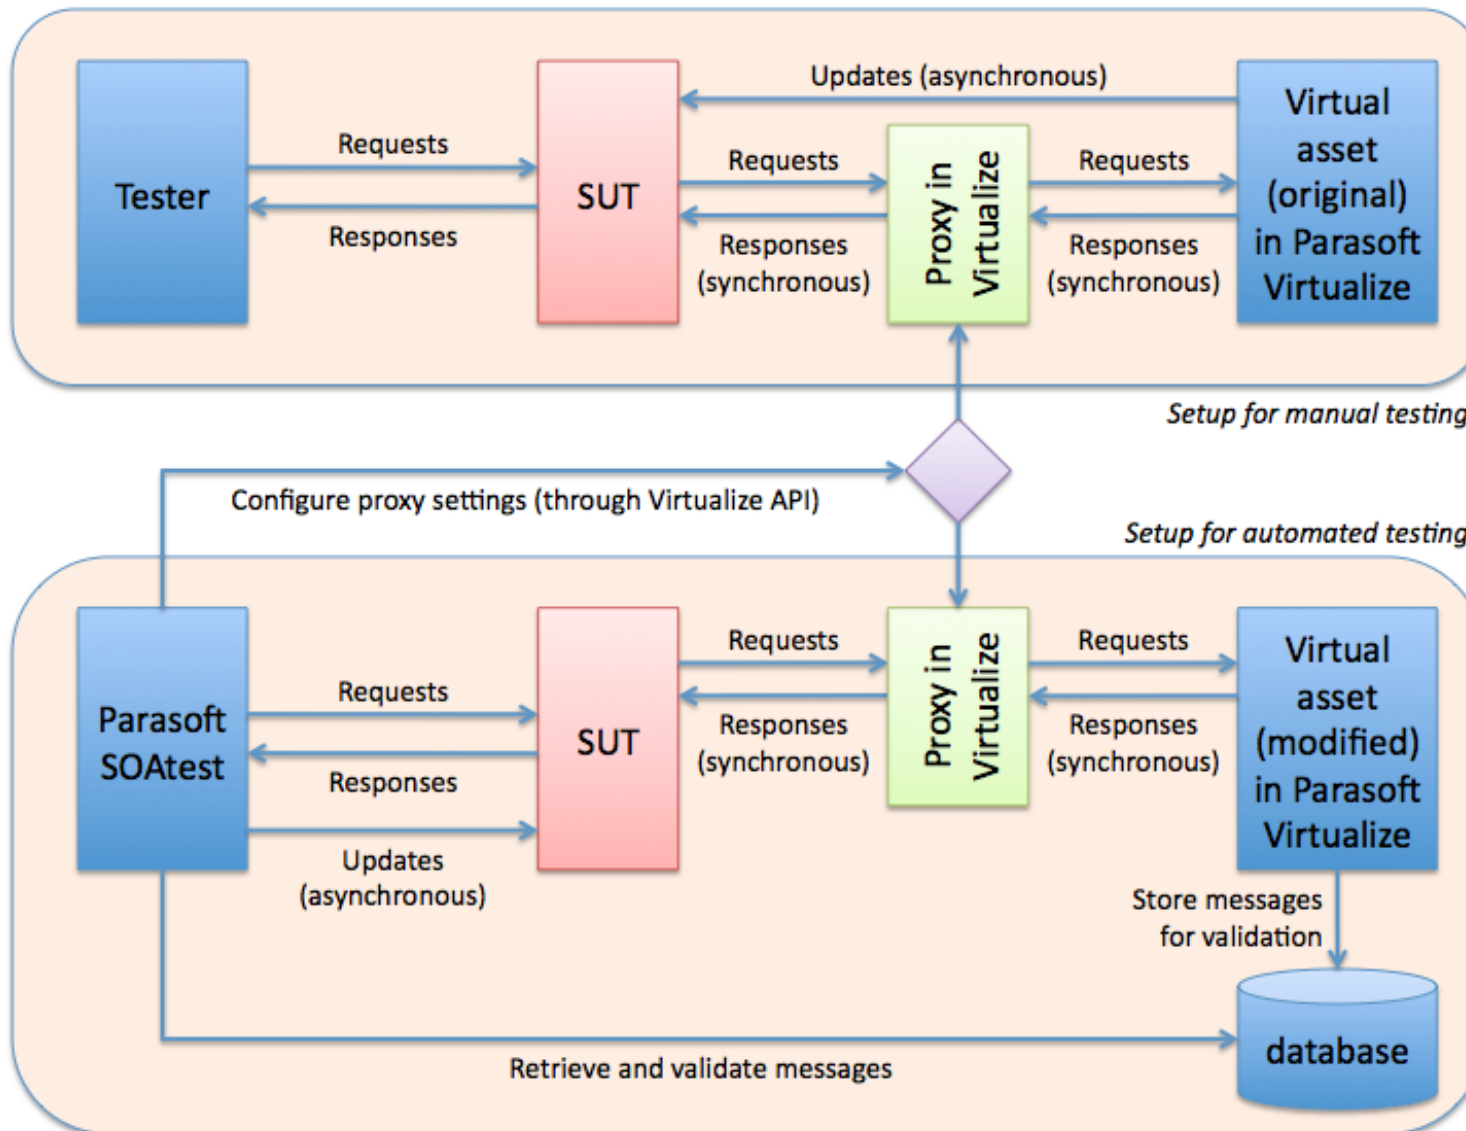 Updates (asynchronous)
Tester
Requests
Responses
SUT
Requests
Responses
(synchronous)
Proxy in
Virtualize
Requests
Responses
(synchronous)
Virtual
asset
(original)
in Parasoft
Virtualize
Setup for manual testing
Configure proxy settings (through Virtualize API)
Setup for automated testing
Parasoft
SOAtest
Requests
Responses
Updates
(asynchronous)
SUT
Requests
Responses
(synchronous)
Proxy in
Virtualize
Requests
Responses
(synchronous)
Virtual
asset
(modified)
in Parasoft
Virtualize
Store messages
for validation
database
Retrieve and validate messages